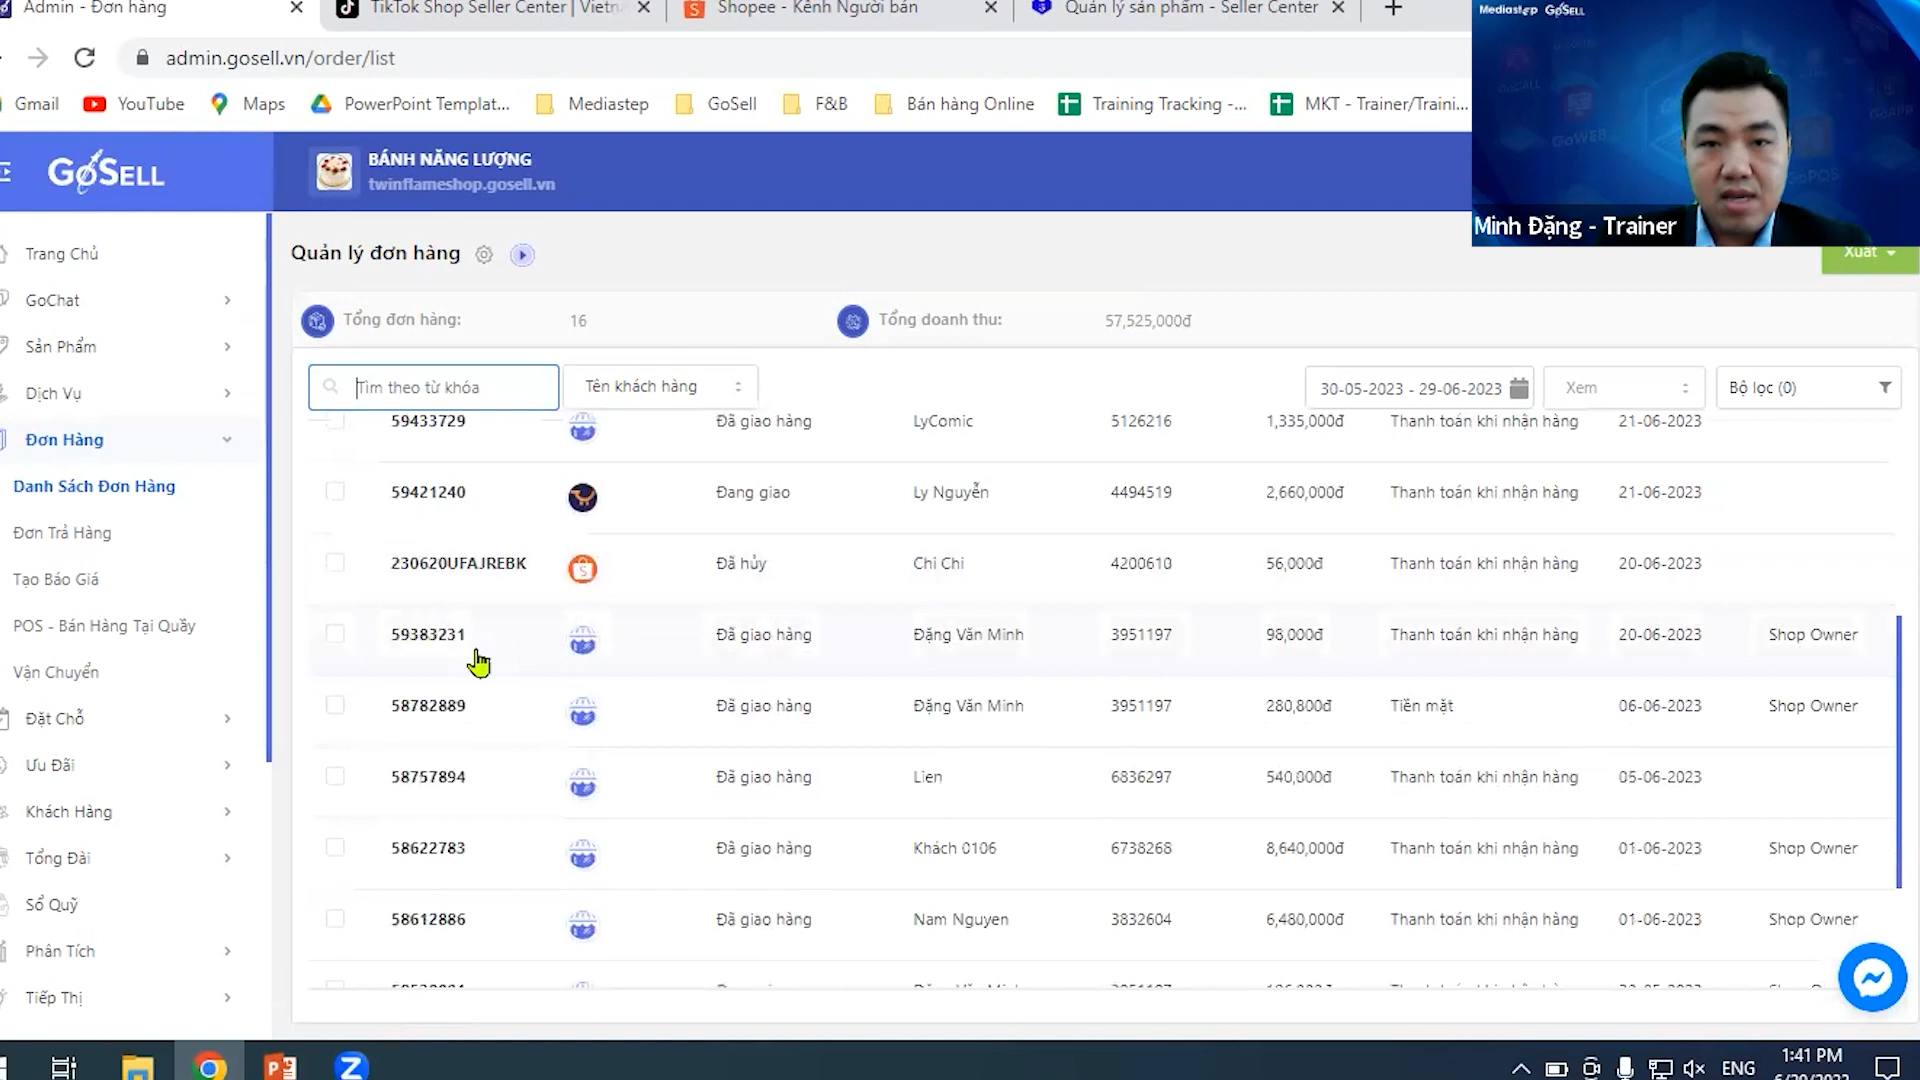 Admin - Đơn hàng
TikTok Shop Seller Center | Vietn
Shopee - Kênh Người bán
Quản lý sản phẩm - Seller Center
admin.gosell.vn/order/list
Gmail
YouTube
Maps
PowerPoint Templat...
Mediastep
GoSell
F&B
Bán hàng Online
Training Tracking -...
MKT - Trainer/Traini...
Mediastep GoSELL
GoWEB
GoPOS
Minh Đặng - Trainer
GoSELL
BÁNH NĂNG LƯỢNG
twinflameshop.gosell.vn
Trang Chủ
GoChat
Sản Phẩm
Dịch Vụ
Đơn Hàng
Danh Sách Đơn Hàng
Đơn Trả Hàng
Tạo Báo Giá
POS - Bán Hàng Tại Quầy
Vận Chuyển
Đặt Chỗ
Ưu Đãi
Khách Hàng
Tổng Đài
Sổ Quỹ
Phân Tích
Tiếp Thị
Quản lý đơn hàng
Xuất
Tổng đơn hàng: 16 Tổng doanh thu: 57,525,000đ
Tìm theo từ khóa Tên khách hàng 30-05-2023 - 29-06-2023 Xem Bộ lọc (0)
59433729 Đã giao hàng LyComic 5126216 1,335,000đ Thanh toán khi nhận hàng 21-06-2023
59421240 Đang giao Ly Nguyễn 4494519 2,660,000đ Thanh toán khi nhận hàng 21-06-2023
230620UFAJREBK Đã hủy Chi Chi 4200610 56,000đ Thanh toán khi nhận hàng 20-06-2023
59383231 Đã giao hàng Đặng Văn Minh 3951197 98,000đ Thanh toán khi nhận hàng 20-06-2023 Shop Owner
58782889 Đã giao hàng Đặng Văn Minh 3951197 280,800đ Tiền mặt 06-06-2023 Shop Owner
58757894 Đã giao hàng Lien 6836297 540,000đ Thanh toán khi nhận hàng 05-06-2023
58622783 Đã giao hàng Khách 0106 6738268 8,640,000đ Thanh toán khi nhận hàng 01-06-2023 Shop Owner
58612886 Đã giao hàng Nam Nguyen 3832604 6,480,000đ Thanh toán khi nhận hàng 01-06-2023 Shop Owner
ENG
1:41 PM